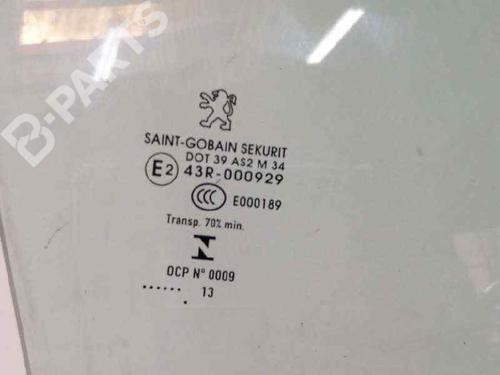 B-PARTS
SAINT-GOBAIN SEKURIT
DOT 39 AS2 M 34
E2 43R-000929
CCC E000189
Transp. 70% min.
N
OCP Nº 0009
...... 13